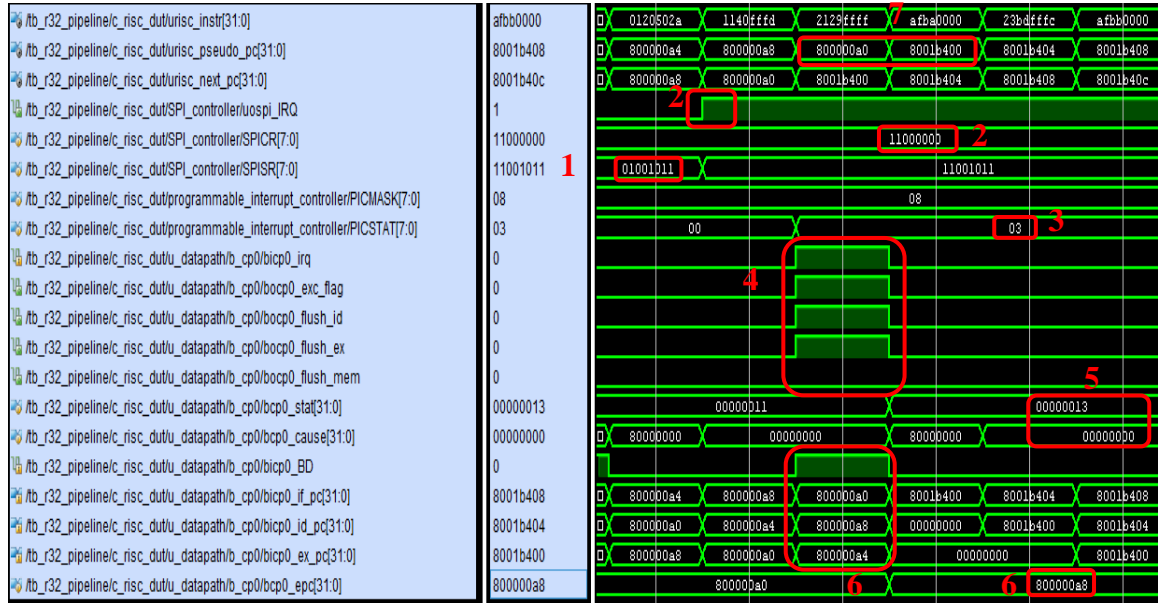 /tb_r32_pipeline/c_risc_dut/urisc_instr[31:0] afbb0000 0120502a 1140fffd 2129ffff 7 afba0000 23bdfffc afbb0000
/tb_r32_pipeline/c_risc_dut/urisc_pseudo_pc[31:0] 8001b408 800000a4 800000a8 800000a0 8001b400 8001b404 8001b408
/tb_r32_pipeline/c_risc_dut/urisc_next_pc[31:0] 8001b40c 800000a8 800000a0 8001b400 8001b404 8001b408 8001b40c
/tb_r32_pipeline/c_risc_dut/SPI_controller/uospi_IRQ 1 2
/tb_r32_pipeline/c_risc_dut/SPI_controller/SPICR[7:0] 11000000 11000000 2
/tb_r32_pipeline/c_risc_dut/SPI_controller/SPISR[7:0] 11001011 1 01001011 11001011
/tb_r32_pipeline/c_risc_dut/programmable_interrupt_controller/PICMASK[7:0] 08 08
/tb_r32_pipeline/c_risc_dut/programmable_interrupt_controller/PICSTAT[7:0] 03 00 03 3
/tb_r32_pipeline/c_risc_dut/u_datapath/b_cp0/bicp0_irq 0 4
/tb_r32_pipeline/c_risc_dut/u_datapath/b_cp0/bocp0_exc_flag 0
/tb_r32_pipeline/c_risc_dut/u_datapath/b_cp0/bocp0_flush_id 0
/tb_r32_pipeline/c_risc_dut/u_datapath/b_cp0/bocp0_flush_ex 0
/tb_r32_pipeline/c_risc_dut/u_datapath/b_cp0/bocp0_flush_mem 0 5
/tb_r32_pipeline/c_risc_dut/u_datapath/b_cp0/bcp0_stat[31:0] 00000013 00000011 00000013
/tb_r32_pipeline/c_risc_dut/u_datapath/b_cp0/bcp0_cause[31:0] 00000000 80000000 00000000 80000000 00000000
/tb_r32_pipeline/c_risc_dut/u_datapath/b_cp0/bicp0_BD 0
/tb_r32_pipeline/c_risc_dut/u_datapath/b_cp0/bicp0_if_pc[31:0] 8001b408 800000a4 800000a8 800000a0 8001b400 8001b404 8001b408
/tb_r32_pipeline/c_risc_dut/u_datapath/b_cp0/bicp0_id_pc[31:0] 8001b404 800000a0 800000a4 800000a8 00000000 8001b400 8001b404
/tb_r32_pipeline/c_risc_dut/u_datapath/b_cp0/bicp0_ex_pc[31:0] 8001b400 800000a8 800000a0 800000a4 00000000 8001b400
/tb_r32_pipeline/c_risc_dut/u_datapath/b_cp0/bcp0_epc[31:0] 800000a8 800000a0 6 6 800000a8